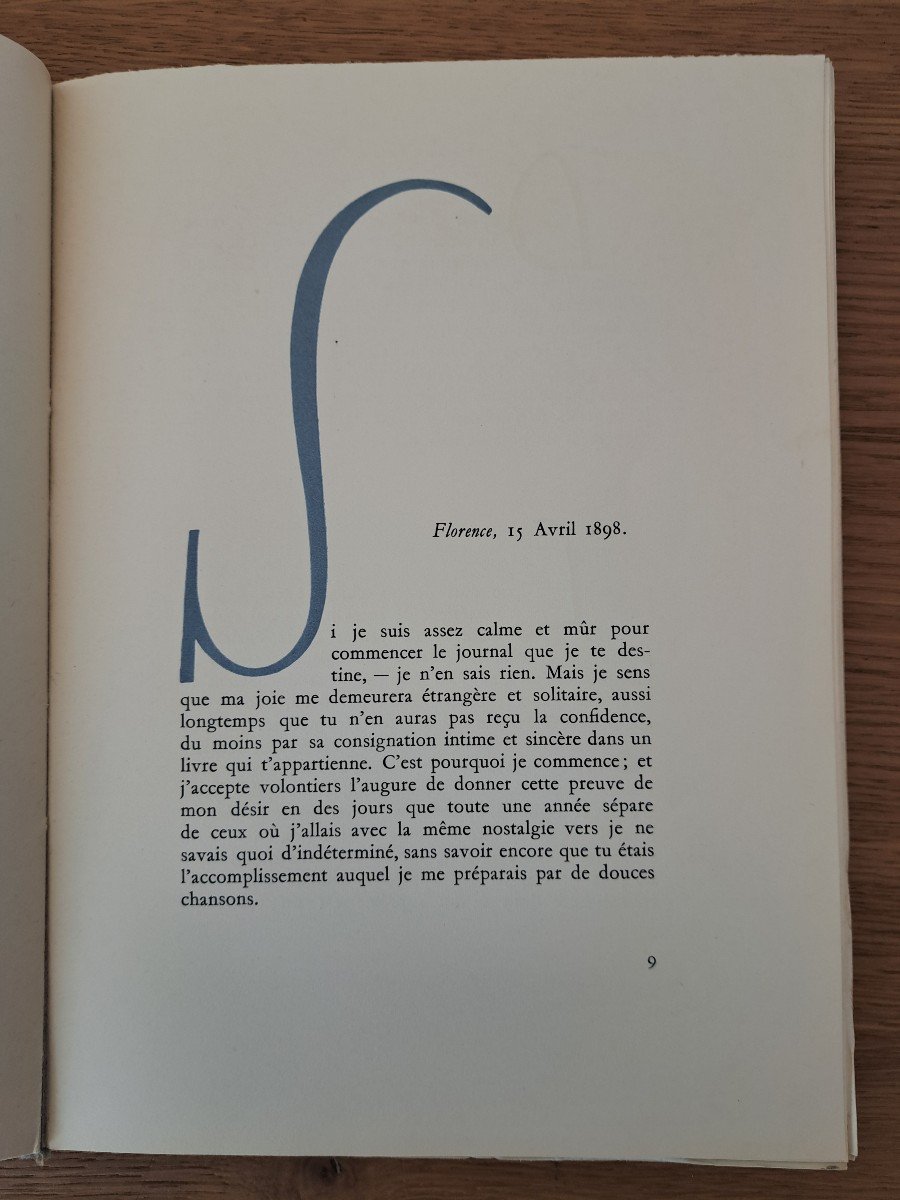 Florence, 15 Avril 1898.
Si je suis assez calme et mûr pour
commencer le journal que je te des-
tine, — je n'en sais rien. Mais je sens
que ma joie me demeurera étrangère et solitaire, aussi
longtemps que tu n'en auras pas reçu la confidence,
du moins par sa consignation intime et sincère dans un
livre qui t'appartienne. C'est pourquoi je commence ; et
j'accepte volontiers l'augure de donner cette preuve de
mon désir en des jours que toute une année sépare
de ceux où j'allais avec la même nostalgie vers je ne
savais quoi d'indéterminé, sans savoir encore que tu étais
l'accomplissement auquel je me préparais par de douces
chansons.
9